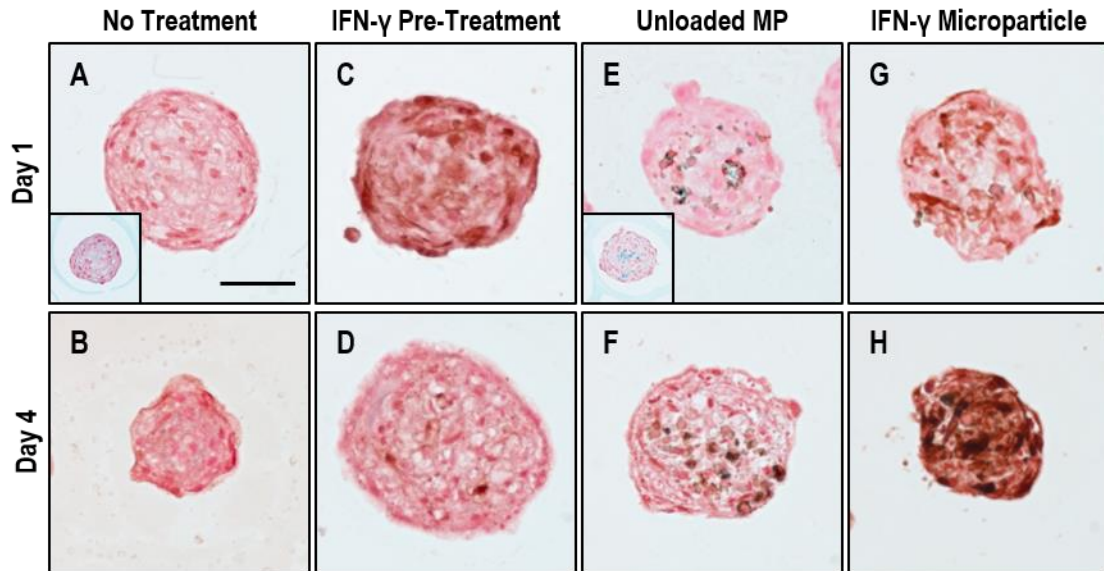 No Treatment IFN-γ Pre-Treatment Unloaded MP IFN-γ Microparticle
Day 1
A C E G
Day 4
B D F H